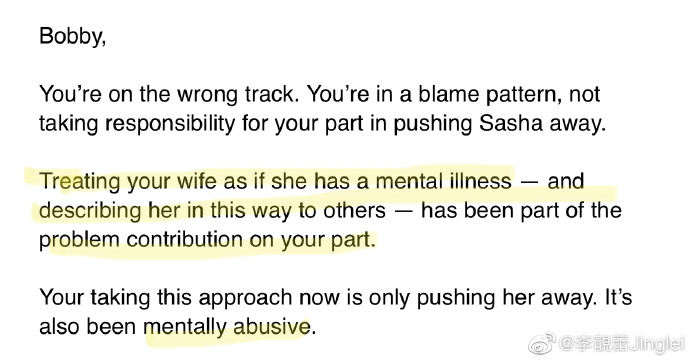 Bobby,
You're on the wrong track. You're in a blame pattern, not
taking responsibility for your part in pushing Sasha away.
Treating your wife as if she has a mental illness — and
describing her in this way to others — has been part of the
problem contribution on your part.
Your taking this approach now is only pushing her away. It's
also been mentally abusive.
@李靚蕾Jinglei